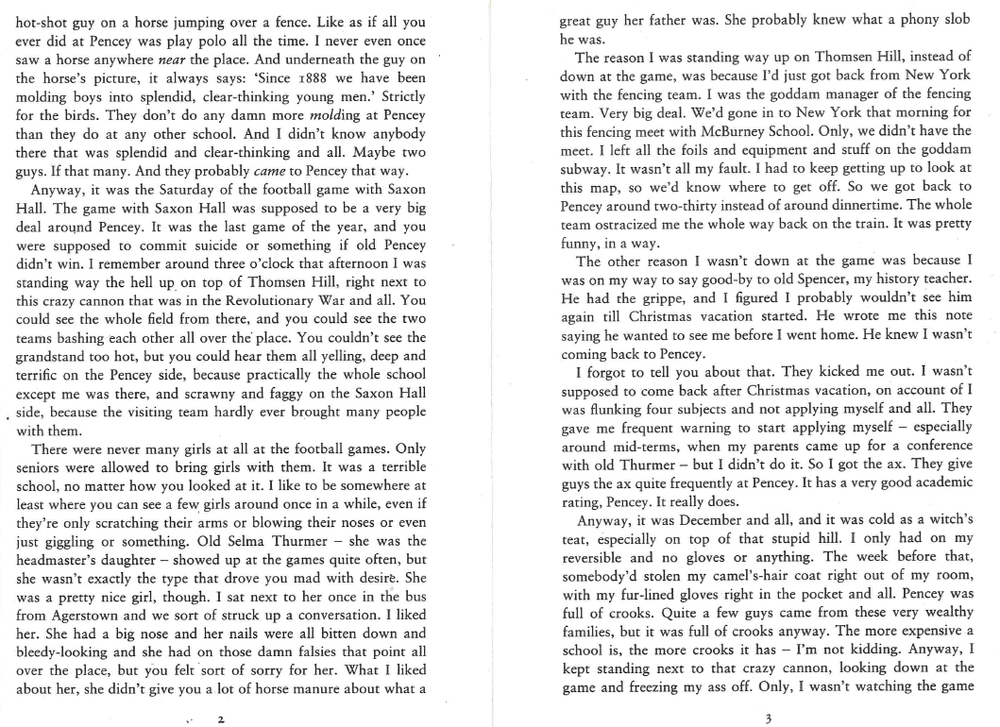 hot-shot guy on a horse jumping over a fence. Like as if all you
ever did at Pencey was play polo all the time. I never even once
saw a horse anywhere near the place. And underneath the guy on
the horse's picture, it always says: 'Since 1888 we have been
molding boys into splendid, clear-thinking young men.' Strictly
for the birds. They don't do any damn more molding at Pencey
than they do at any other school. And I didn't know anybody
there that was splendid and clear-thinking and all. Maybe two
guys. If that many. And they probably came to Pencey that way.
Anyway, it was the Saturday of the football game with Saxon
Hall. The game with Saxon Hall was supposed to be a very big
deal around Pencey. It was the last game of the year, and you
were supposed to commit suicide or something if old Pencey
didn't win. I remember around three o'clock that afternoon I was
standing way the hell up on top of Thomsen Hill, right next to
this crazy cannon that was in the Revolutionary War and all. You
could see the whole field from there, and you could see the two
teams bashing each other all over the place. You couldn't see the
grandstand too hot, but you could hear them all yelling, deep and
terrific on the Pencey side, because practically the whole school
except me was there, and scrawny and faggy on the Saxon Hall
side, because the visiting team hardly ever brought many people
with them.
There were never many girls at all at the football games. Only
seniors were allowed to bring girls with them. It was a terrible
school, no matter how you looked at it. I like to be somewhere at
least where you can see a few girls around once in a while, even if
they're only scratching their arms or blowing their noses or even
just giggling or something. Old Selma Thurmer – she was the
headmaster's daughter – showed up at the games quite often, but
she wasn't exactly the type that drove you mad with desire. She
was a pretty nice girl, though. I sat next to her once in the bus
from Agerstown and we sort of struck up a conversation. I liked
her. She had a big nose and her nails were all bitten down and
bleedy-looking and she had on those damn falsies that point all
over the place, but you felt sort of sorry for her. What I liked
about her, she didn't give you a lot of horse manure about what a
2
great guy her father was. She probably knew what a phony slob
he was.
The reason I was standing way up on Thomsen Hill, instead of
down at the game, was because I'd just got back from New York
with the fencing team. I was the goddam manager of the fencing
team. Very big deal. We'd gone in to New York that morning for
this fencing meet with McBurney School. Only, we didn't have the
meet. I left all the foils and equipment and stuff on the goddam
subway. It wasn't all my fault. I had to keep getting up to look at
this map, so we'd know where to get off. So we got back to
Pencey around two-thirty instead of around dinnertime. The whole
team ostracized me the whole way back on the train. It was pretty
funny, in a way.
The other reason I wasn't down at the game was because I
was on my way to say good-by to old Spencer, my history teacher.
He had the grippe, and I figured I probably wouldn't see him
again till Christmas vacation started. He wrote me this note
saying he wanted to see me before I went home. He knew I wasn't
coming back to Pencey.
I forgot to tell you about that. They kicked me out. I wasn't
supposed to come back after Christmas vacation, on account of I
was flunking four subjects and not applying myself and all. They
gave me frequent warning to start applying myself – especially
around mid-terms, when my parents came up for a conference
with old Thurmer – but I didn't do it. So I got the ax. They give
guys the ax quite frequently at Pencey. It has a very good academic
rating, Pencey. It really does.
Anyway, it was December and all, and it was cold as a witch's
teat, especially on top of that stupid hill. I only had on my
reversible and no gloves or anything. The week before that,
somebody'd stolen my camel's-hair coat right out of my room,
with my fur-lined gloves right in the pocket and all. Pencey was
full of crooks. Quite a few guys came from these very wealthy
families, but it was full of crooks anyway. The more expensive a
school is, the more crooks it has – I'm not kidding. Anyway, I
kept standing next to that crazy cannon, looking down at the
game and freezing my ass off. Only, I wasn't watching the game
3